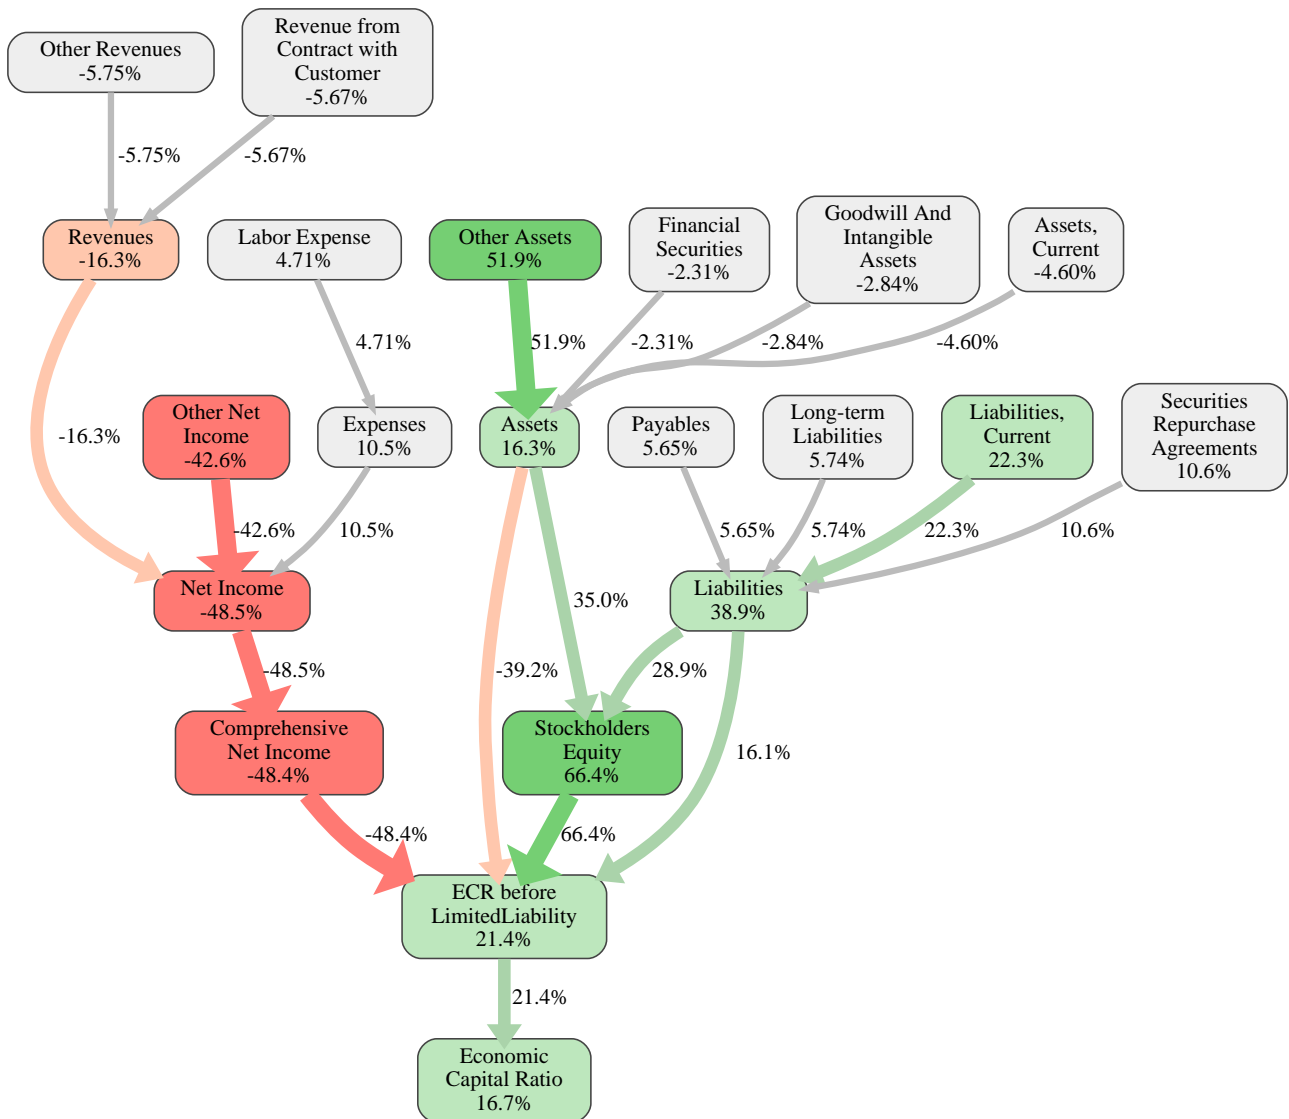 Other Revenues
-5.75%
Revenue from
Contract with
Customer
-5.67%
-5.75%
-5.67%
Revenues
-16.3%
Labor Expense
4.71%
Other Assets
51.9%
Financial
Securities
-2.31%
Goodwill And
Intangible
Assets
-2.84%
Assets,
Current
-4.60%
4.71%
51.9%
-2.31%
-2.84%
-4.60%
-16.3%
Other Net
Income
-42.6%
Expenses
10.5%
Assets
16.3%
Payables
5.65%
Long-term
Liabilities
5.74%
Liabilities,
Current
22.3%
Securities
Repurchase
Agreements
10.6%
-42.6%
10.5%
5.65%
5.74%
22.3%
10.6%
Net Income
-48.5%
35.0%
Liabilities
38.9%
-48.5%
-39.2%
28.9%
Comprehensive
Net Income
-48.4%
Stockholders
Equity
66.4%
16.1%
-48.4%
66.4%
ECR before
LimitedLiability
21.4%
21.4%
Economic
Capital Ratio
16.7%